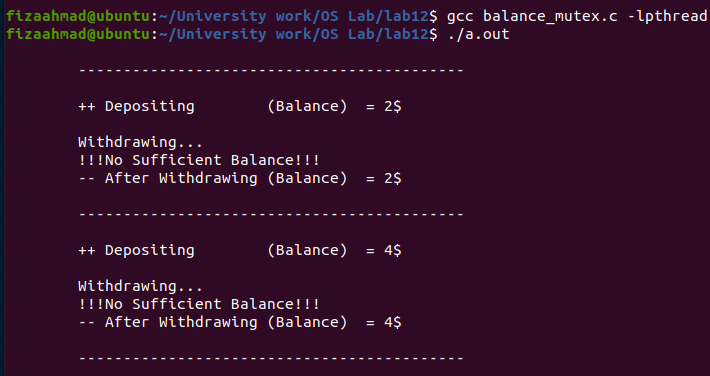 fizaahmad@ubuntu:~/University work/OS Lab/lab12$ gcc balance_mutex.c -lpthread
fizaahmad@ubuntu:~/University work/OS Lab/lab12$ ./a.out
-------------------------------------------
++ Depositing        (Balance)  = 2$
Withdrawing...
!!!No Sufficient Balance!!!
-- After Withdrawing (Balance)  = 2$
-------------------------------------------
++ Depositing        (Balance)  = 4$
Withdrawing...
!!!No Sufficient Balance!!!
-- After Withdrawing (Balance)  = 4$
-------------------------------------------